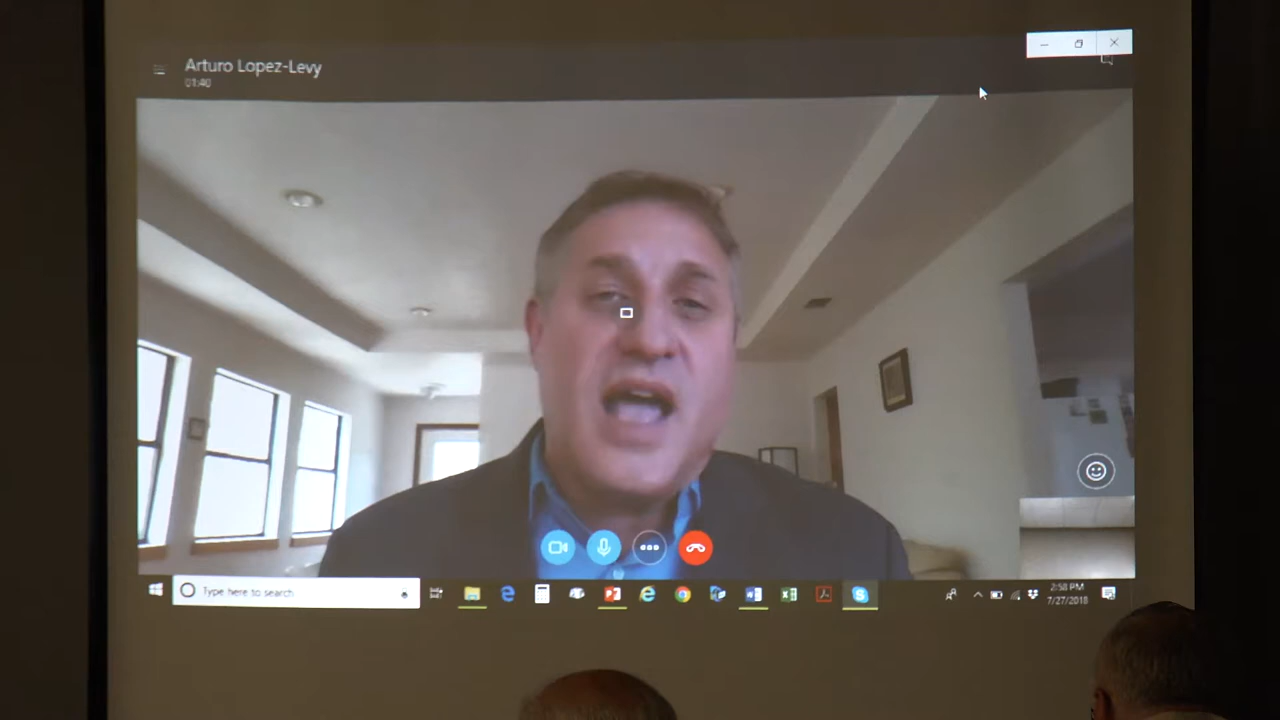 Arturo Lopez-Levy
01:40
Type here to search
2:58 PM
7/27/2018